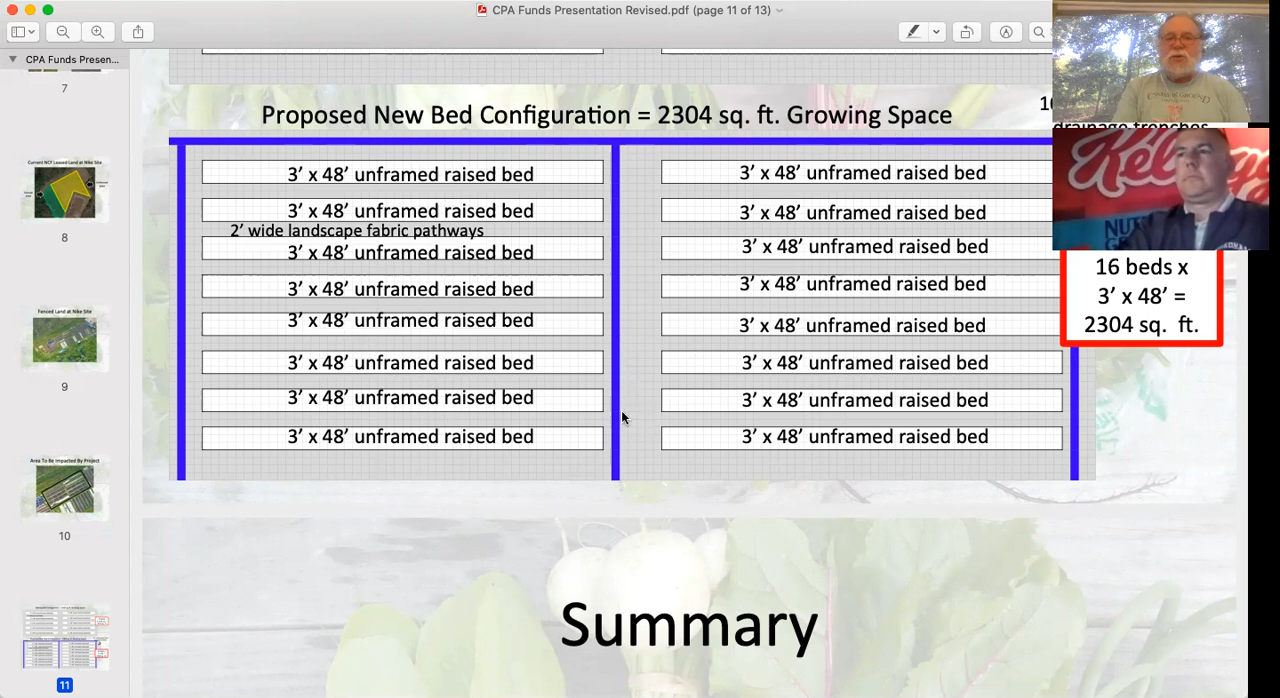 CPA Funds Presentation Revised.pdf (page 11 of 13)
CPA Funds Presen...
7
Current NCF Leased Land at Nike Site
8
Fenced Land at Nike Site
9
Area To Be Impacted By Project
10
11
Proposed New Bed Configuration = 2304 sq. ft. Growing Space
drainage trenches
3’ x 48’ unframed raised bed
3’ x 48’ unframed raised bed
2’ wide landscape fabric pathways
3’ x 48’ unframed raised bed
3’ x 48’ unframed raised bed
3’ x 48’ unframed raised bed
3’ x 48’ unframed raised bed
3’ x 48’ unframed raised bed
3’ x 48’ unframed raised bed
3’ x 48’ unframed raised bed
3’ x 48’ unframed raised bed
3’ x 48’ unframed raised bed
3’ x 48’ unframed raised bed
3’ x 48’ unframed raised bed
3’ x 48’ unframed raised bed
3’ x 48’ unframed raised bed
3’ x 48’ unframed raised bed
16 beds x
3’ x 48’ =
2304 sq. ft.
Summary